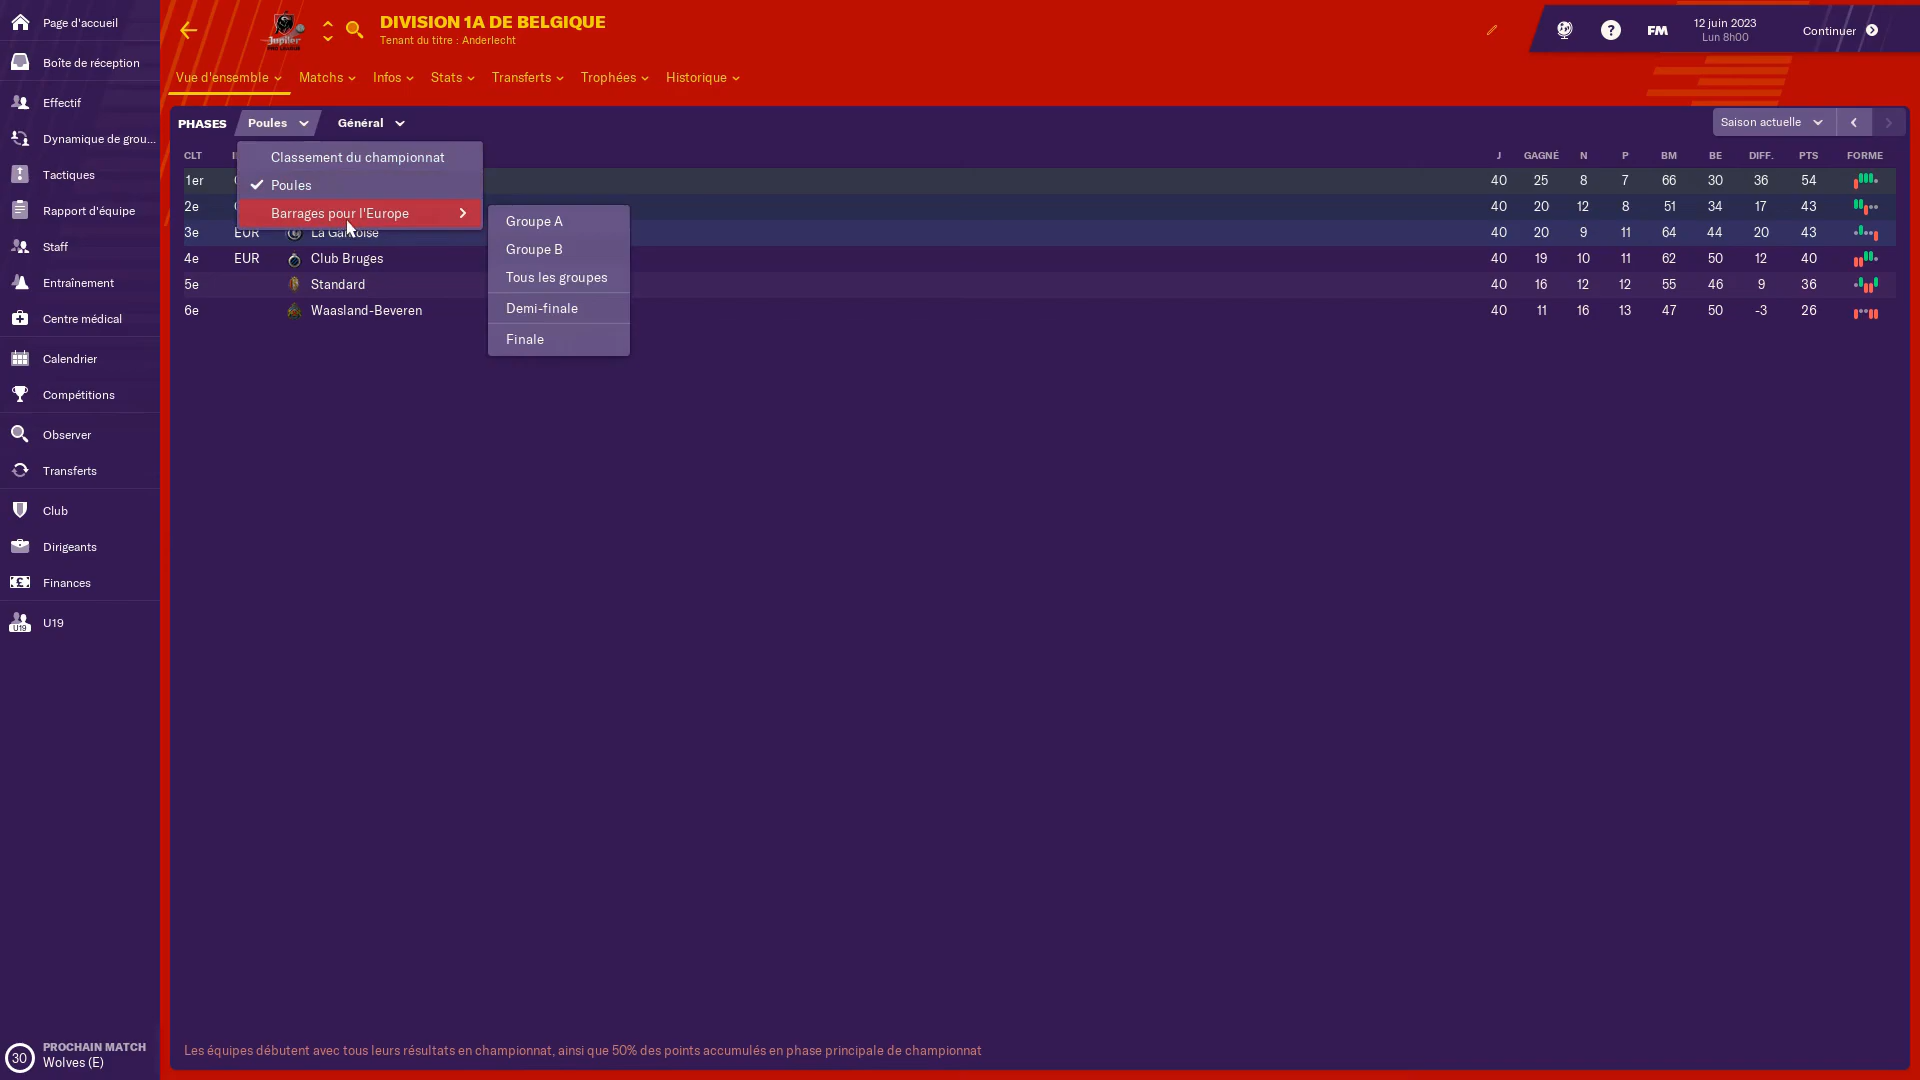 Page d'accueil
Boîte de réception
Effectif
Dynamique de grou...
Tactiques
Rapport d'équipe
Staff
Entraînement
Centre médical
Calendrier
Compétitions
Observer
Transferts
Club
Dirigeants
Finances
U19
U19
30
PROCHAIN MATCH
Wolves (E)
Jupiler
PRO LEAGUE
DIVISION 1A DE BELGIQUE
Tenant du titre : Anderlecht
?
FM
12 juin 2023
Lun 8h00
Continuer
Vue d'ensemble Matchs Infos Stats Transferts Trophées Historique
PHASES Poules Général Saison actuelle
Classement du championnat
Poules
Barrages pour l'Europe
Groupe A
Groupe B
Tous les groupes
Demi-finale
Finale
CLT J GAGNÉ N P BM BE DIFF. PTS FORME
1er 40 25 8 7 66 30 36 54
2e 40 20 12 8 51 34 17 43
3e EUR La Gantoise 40 20 9 11 64 44 20 43
4e EUR Club Bruges 40 19 10 11 62 50 12 40
5e Standard 40 16 12 12 55 46 9 36
6e Waasland-Beveren 40 11 16 13 47 50 -3 26
Les équipes débutent avec tous leurs résultats en championnat, ainsi que 50% des points accumulés en phase principale de championnat